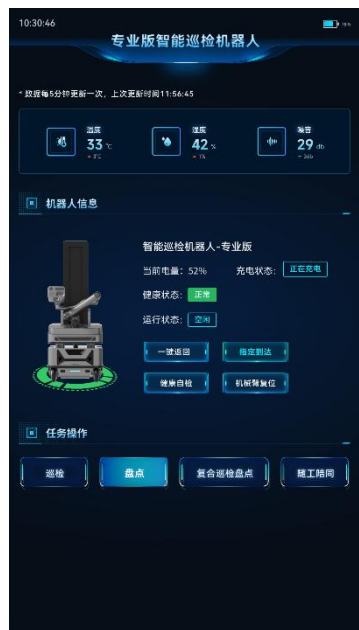 10:30:46
专业版智能巡检机器人
* 数据每5分钟更新一次，上次更新时间11:56:45
温度 湿度 噪音
33 °C 42 % 29 db
1%
机器人信息
智能巡检机器人-专业版
当前电量：52% 充电状态：正在充电
健康状态：正常
运行状态：空闲
一键返回 指定到达
健康自检 机械臂复位
任务操作
巡检 盘点 复合巡检盘点 随工陪同